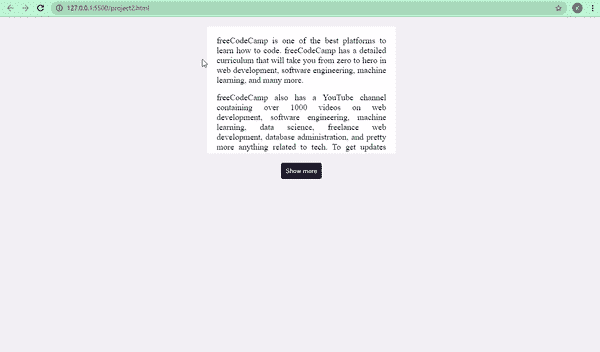 127.0.0.1:5500/project2.html
freeCodeCamp is one of the best platforms to
learn how to code. freeCodeCamp has a detailed
curriculum that will take you from zero to hero in
web development, software engineering, machine
learning, and many more.
freeCodeCamp also has a YouTube channel
containing over 1000 videos on web
development, software engineering, machine
learning, data science, freelance web
development, database administration, and pretty
more anything related to tech. To get updates
Show more